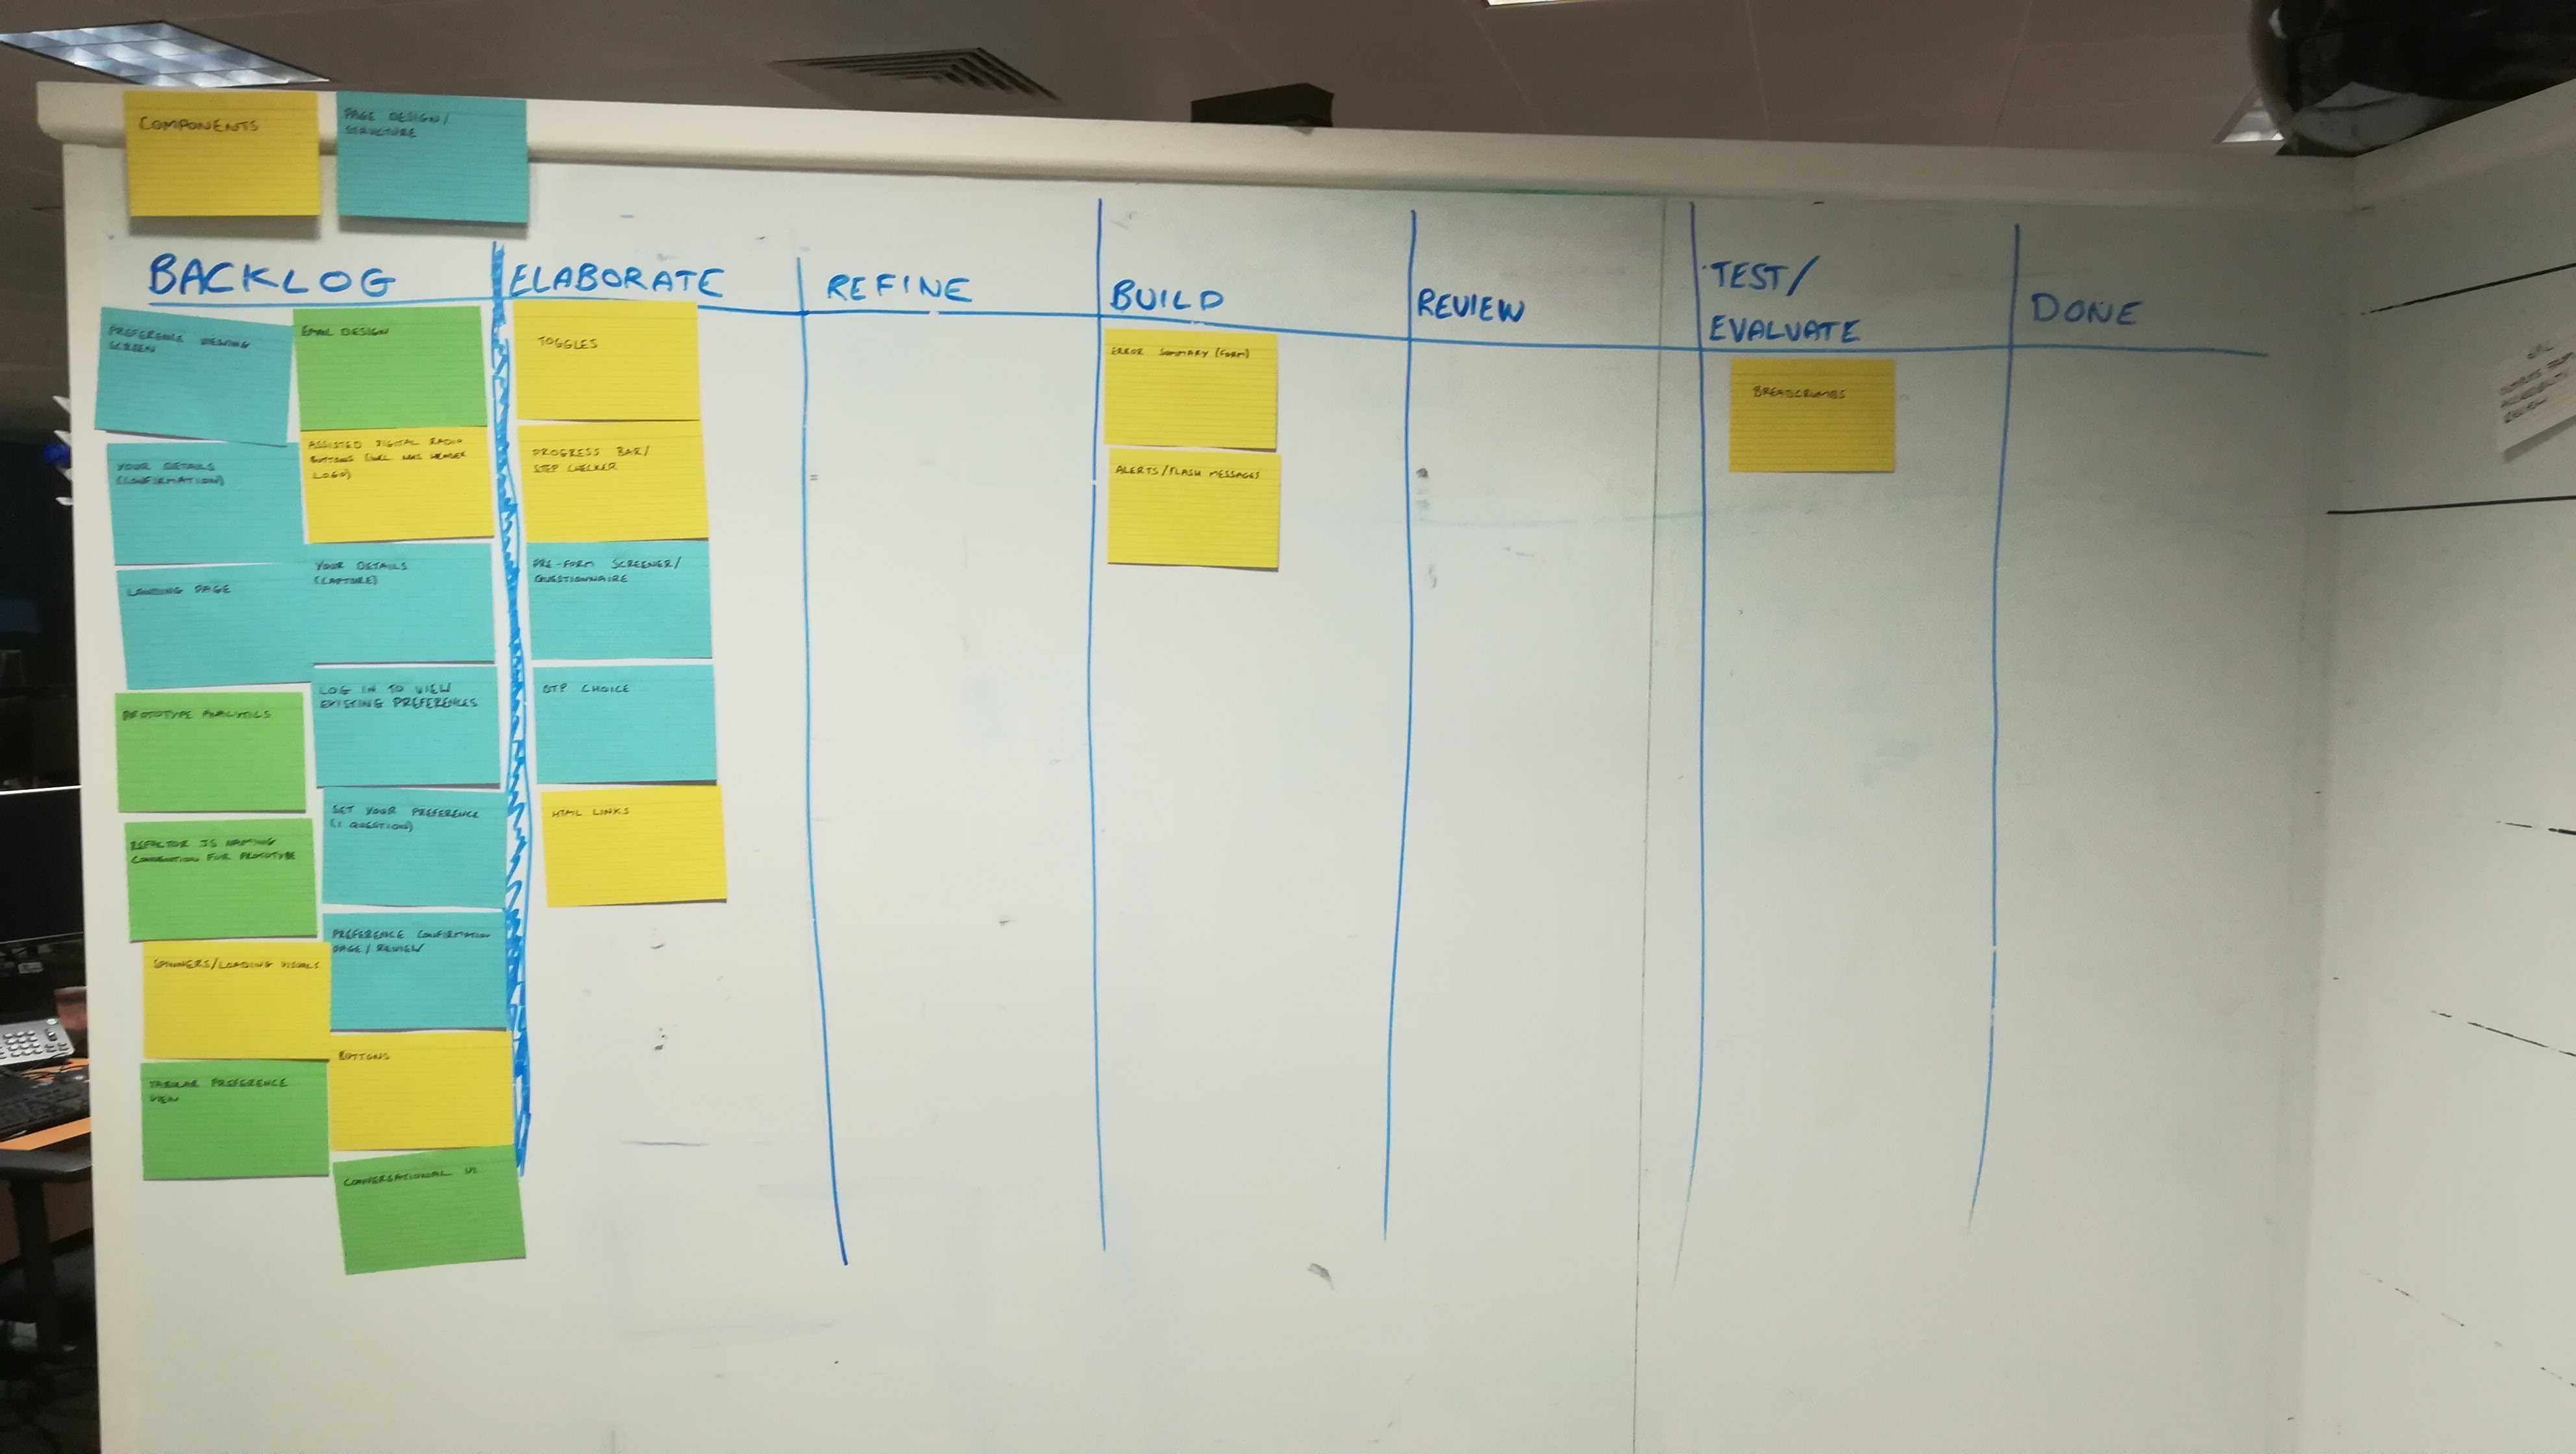 COMPONENTS
PAGE DESIGN/
STRUCTURE
BACKLOG
PREFERENCE VIEWING
SCREEN
YOUR DETAILS
(CONFIRMATION)
LANDING PAGE
PROTOTYPE ANALYTICS
REFACTOR JS NAMING
CONVENTION FOR PROTOTYPE
SPINNERS/LOADING VISUALS
TABULAR PREFERENCE
VIEW
EMAIL DESIGN
ASSISTED DIGITAL RADIO
BUTTONS (INCL NHS HEADER
LOGO)
YOUR DETAILS
(CAPTURE)
LOG IN TO VIEW
EXISTING PREFERENCES
SET YOUR PREFERENCE
(1 QUESTION)
PREFERENCE CONFIRMATION
PAGE/REVIEW
BUTTONS
CONVERSATIONAL UI
ELABORATE
TOGGLES
PROGRESS BAR/
STEP CHECKER
PRE-FORM SCREENER/
QUESTIONNAIRE
OTP CHOICE
HTML LINKS
REFINE
BUILD
ERROR SUMMARY (FORM)
ALERTS/FLASH MESSAGES
REVIEW
TEST/
EVALUATE
BREADCRUMBS
DONE